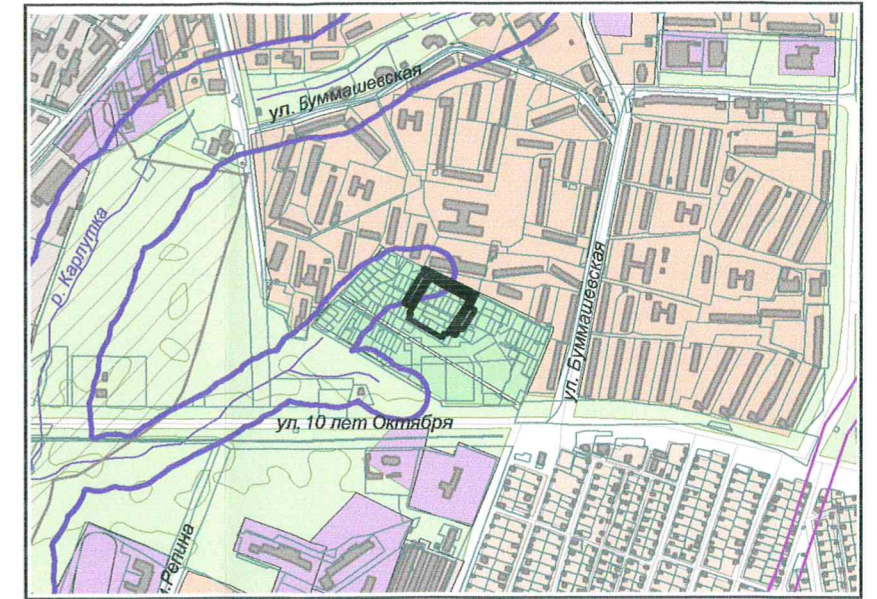 ул. Буммашевская
р. Карлутка
ул. Буммашевская
ул. 10 лет Октября
л.Репина